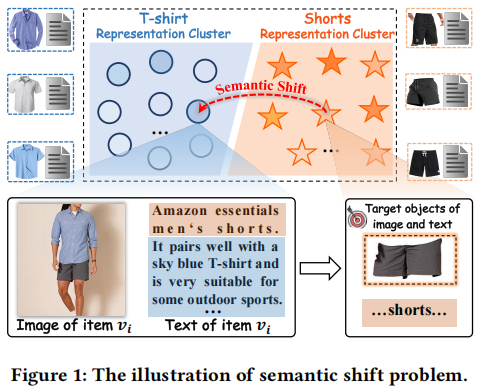 T-shirt
Representation Cluster
Shorts
Representation Cluster
Semantic Shift
...
...
Amazon essentials
men's shorts.
It pairs well with a
sky blue T-shirt and
is very suitable for
some outdoor sports.
...
Image of item vi
Text of item vi
Target objects of
image and text
...shorts...
Figure 1: The illustration of semantic shift problem.